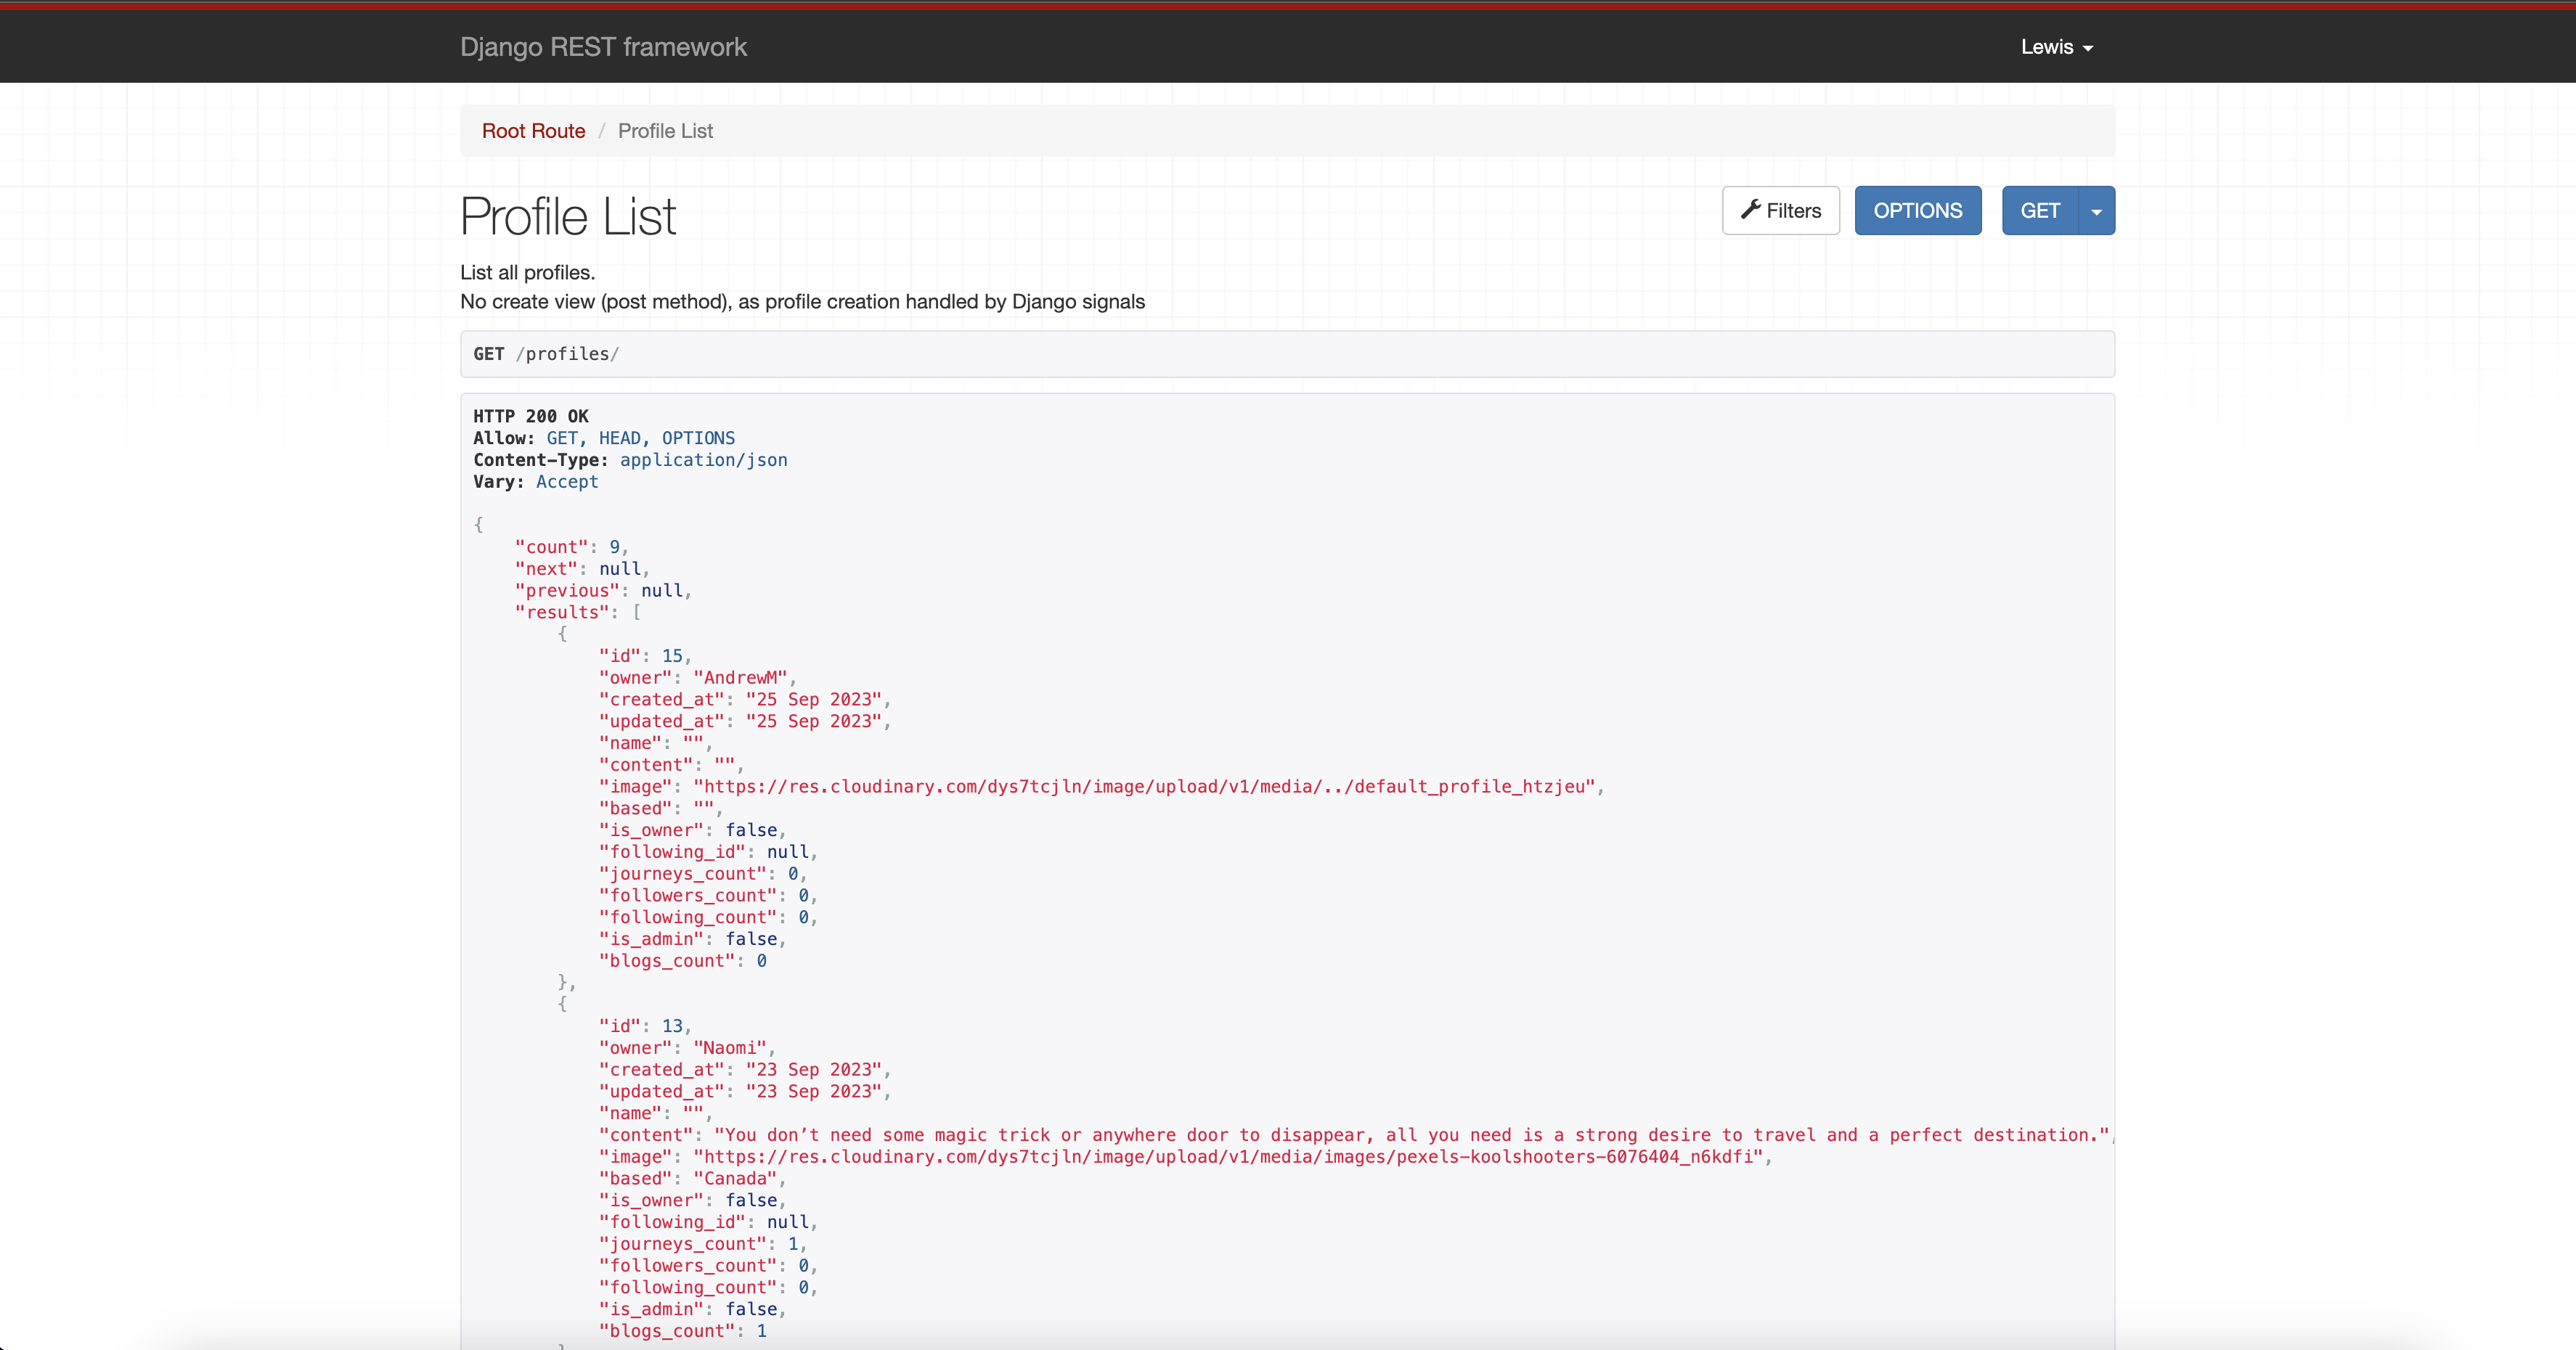 Django REST framework
Lewis
Root Route / Profile List
Profile List
Filters
OPTIONS
GET
List all profiles.
No create view (post method), as profile creation handled by Django signals
GET /profiles/
HTTP 200 OK
Allow: GET, HEAD, OPTIONS
Content-Type: application/json
Vary: Accept
{
    "count": 9,
    "next": null,
    "previous": null,
    "results": [
        {
            "id": 15,
            "owner": "AndrewM",
            "created_at": "25 Sep 2023",
            "updated_at": "25 Sep 2023",
            "name": "",
            "content": "",
            "image": "https://res.cloudinary.com/dys7tcjln/image/upload/v1/media/../default_profile_htzjeu",
            "based": "",
            "is_owner": false,
            "following_id": null,
            "journeys_count": 0,
            "followers_count": 0,
            "following_count": 0,
            "is_admin": false,
            "blogs_count": 0
        },
        {
            "id": 13,
            "owner": "Naomi",
            "created_at": "23 Sep 2023",
            "updated_at": "23 Sep 2023",
            "name": "",
            "content": "You don’t need some magic trick or anywhere door to disappear, all you need is a strong desire to travel and a perfect destination.",
            "image": "https://res.cloudinary.com/dys7tcjln/image/upload/v1/media/images/pexels-koolshooters-6076404_n6kdfi",
            "based": "Canada",
            "is_owner": false,
            "following_id": null,
            "journeys_count": 1,
            "followers_count": 0,
            "following_count": 0,
            "is_admin": false,
            "blogs_count": 1